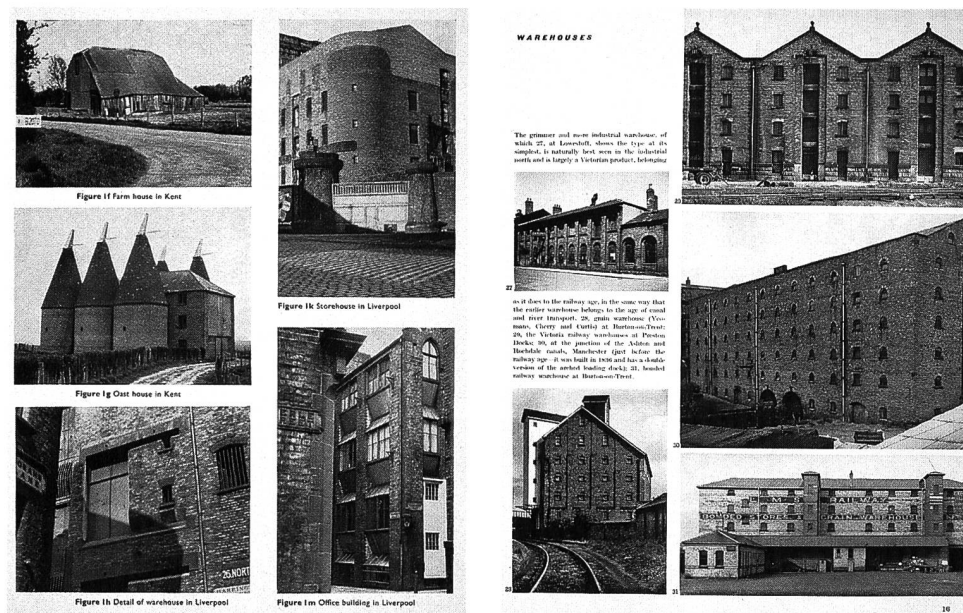 Figure 1f Farm house in Kent
Figure 1g Oast house in Kent
25.NORT
Figure 1h Detail of warehouse in Liverpool
Figure 1k Storehouse in Liverpool
Figure 1m Office building in Liverpool
WAREHOUSES
The grimmer and more industrial warehouse, of
which 27, at Lowestoft, shows the type at its
simplest, is naturally best seen in the industrial
north and is largely a Victorian product, belonging
27
as it does to the railway age, in the same way that
the earlier warehouse belongs to the age of canal
and river transport. 28, grain warehouse (Yeo-
mans, Cherry and Curtis) at Burton-on-Trent;
29, the Victoria railway warehouses at Preston
Docks; 30, at the junction of the Ashton and
Rochdale canals, Manchester (just before the
railway age—it was built in 1836 and has a double
version of the arched loading dock); 31, bonded
railway warehouse at Burton-on-Trent.
30
RAILWAY
BONDED STORES
GRAIN WAREHOUSE
31